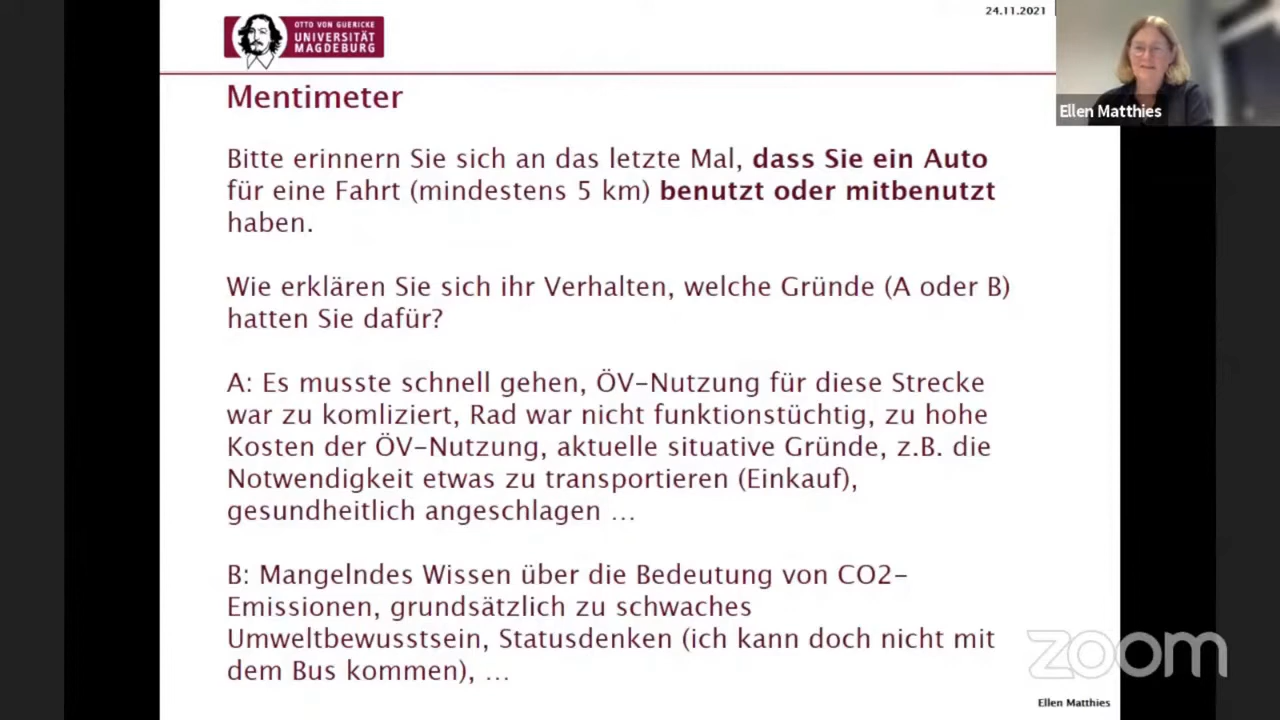 24.11.2021
OTTO VON GUERICKE
UNIVERSITÄT
MAGDEBURG
Ellen Matthies
Mentimeter
Bitte erinnern Sie sich an das letzte Mal, dass Sie ein Auto
für eine Fahrt (mindestens 5 km) benutzt oder mitbenutzt
haben.
Wie erklären Sie sich ihr Verhalten, welche Gründe (A oder B)
hatten Sie dafür?
A: Es musste schnell gehen, ÖV-Nutzung für diese Strecke
war zu komliziert, Rad war nicht funktionstüchtig, zu hohe
Kosten der ÖV-Nutzung, aktuelle situative Gründe, z.B. die
Notwendigkeit etwas zu transportieren (Einkauf),
gesundheitlich angeschlagen …
B: Mangelndes Wissen über die Bedeutung von CO2-
Emissionen, grundsätzlich zu schwaches
Umweltbewusstsein, Statusdenken (ich kann doch nicht mit
dem Bus kommen), …
zoom
Ellen Matthies